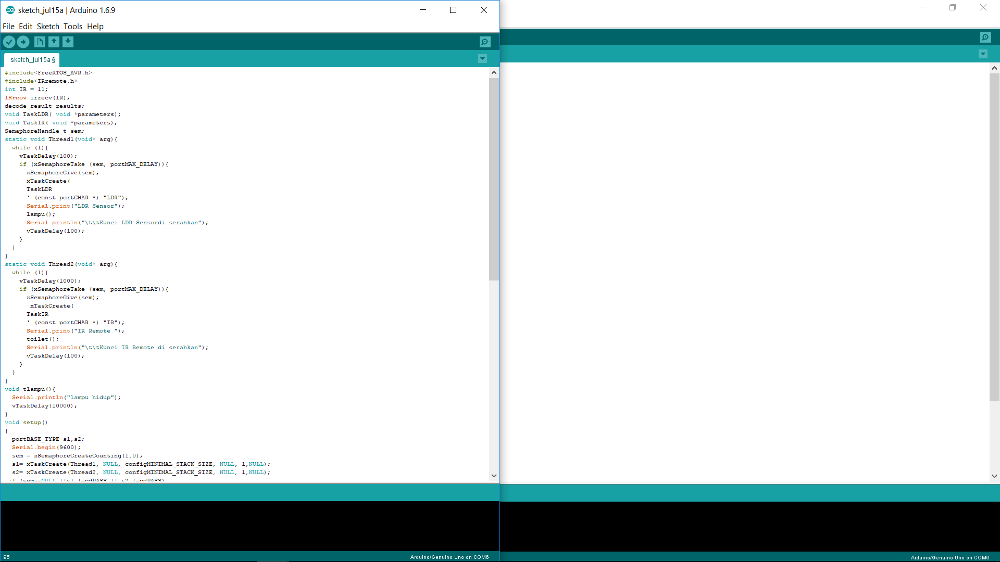 sketch_jul15a | Arduino 1.6.9
File Edit Sketch Tools Help
sketch_jul15a §
#include<FreeRTOS_AVR.h>
#include<IRremote.h>
int IR = 11;
IRrecv irrecv(IR);
decode_result results;
void TaskLDR( void *parameters);
void TaskIR( void *parameters);
SemaphoreHandle_t sem;
static void Thread1(void* arg){
  while (1){
    vTaskDelay(100);
    if (xSemaphoreTake (sem, portMAX_DELAY)){
      xSemaphoreGive(sem);
      xTaskCreate(
      TaskLDR
      ' (const portCHAR *) "LDR");
      Serial.print("LDR Sensor");
      lampu();
      Serial.println("\t\tKunci LDR Sensordi serahkan");
      vTaskDelay(100);
    }
  }
}
static void Thread2(void* arg){
  while (1){
    vTaskDelay(1000);
    if (xSemaphoreTake (sem, portMAX_DELAY)){
      xSemaphoreGive(sem);
       xTaskCreate(
      TaskIR
      ' (const portCHAR *) "IR");
      Serial.print("IR Remote ");
      toilet();
      Serial.println("\t\tKunci IR Remote di serahkan");
      vTaskDelay(100);
    }
  }
}
void tlampu(){
  Serial.println("lampu hidup");
  vTaskDelay(10000);
}
void setup()
{
  portBASE_TYPE s1,s2;
  Serial.begin(9600);
  sem = xSemaphoreCreateCounting(1,0);
  s1= xTaskCreate(Thread1, NULL, configMINIMAL_STACK_SIZE, NULL, 1,NULL);
  s2= xTaskCreate(Thread2, NULL, configMINIMAL_STACK_SIZE, NULL, 1,NULL);
 if (sem==NULL ||s1 !=pdPASS || s2 !=pdPASS)
95
Arduino/Genuino Uno on COM6
Arduino/Genuino Uno on COM6